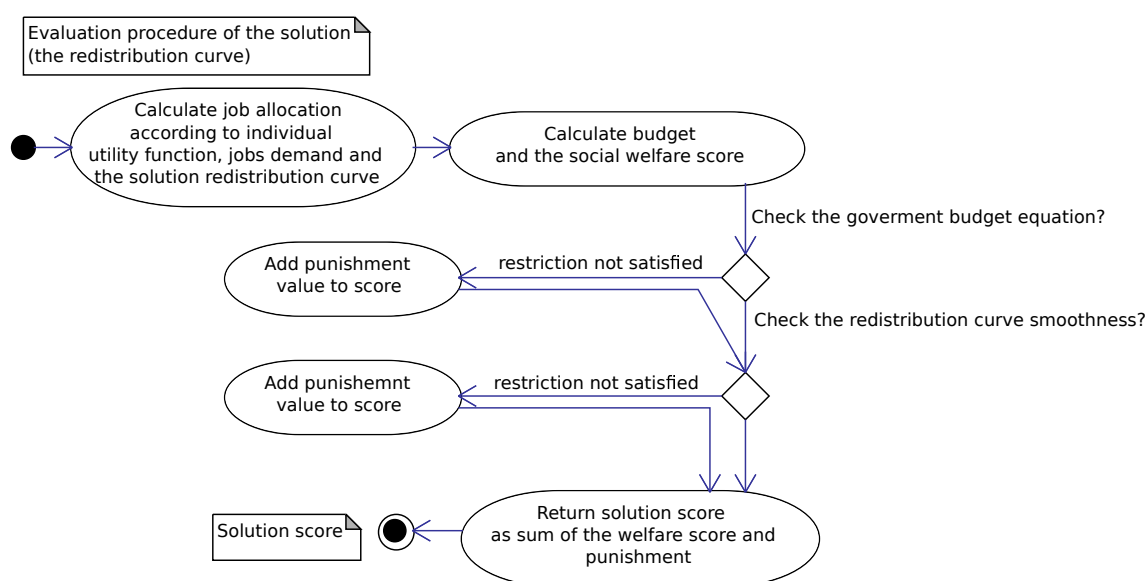 Evaluation procedure of the solution
(the redistribution curve)
Calculate job allocation
according to individual
utility function, jobs demand and
the solution redistribution curve
Calculate budget
and the social welfare score
Check the goverment budget equation?
restriction not satisfied
Add punishment
value to score
Check the redistribution curve smoothness?
restriction not satisfied
Add punishemnt
value to score
Return solution score
as sum of the welfare score and
punishment
Solution score